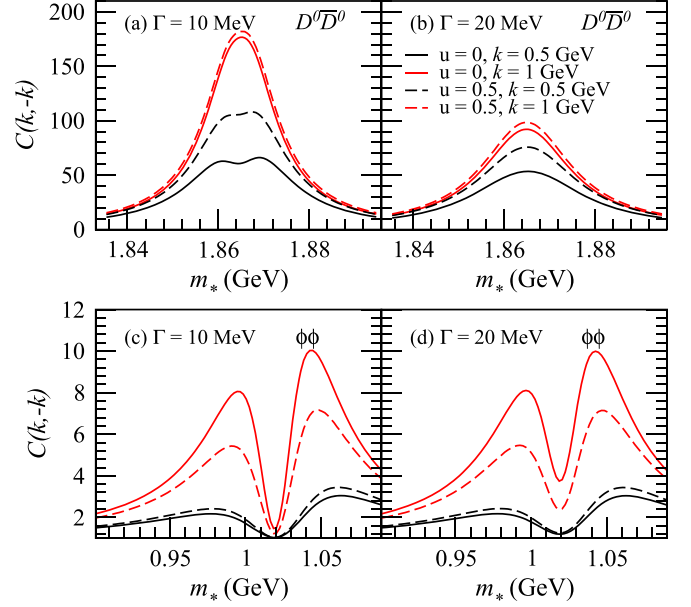 (a) Γ = 10 MeV D⁰D̅⁰
(b) Γ = 20 MeV D⁰D̅⁰
u = 0, k = 0.5 GeV
u = 0, k = 1 GeV
u = 0.5, k = 0.5 GeV
u = 0.5, k = 1 GeV
C(k,-k)
200
150
100
50
0
1.84 1.86 1.88
1.84 1.86 1.88
m* (GeV)
m* (GeV)
(c) Γ = 10 MeV ϕϕ
(d) Γ = 20 MeV ϕϕ
C(k,-k)
12
10
8
6
4
2
0.95 1 1.05
0.95 1 1.05
m* (GeV)
m* (GeV)